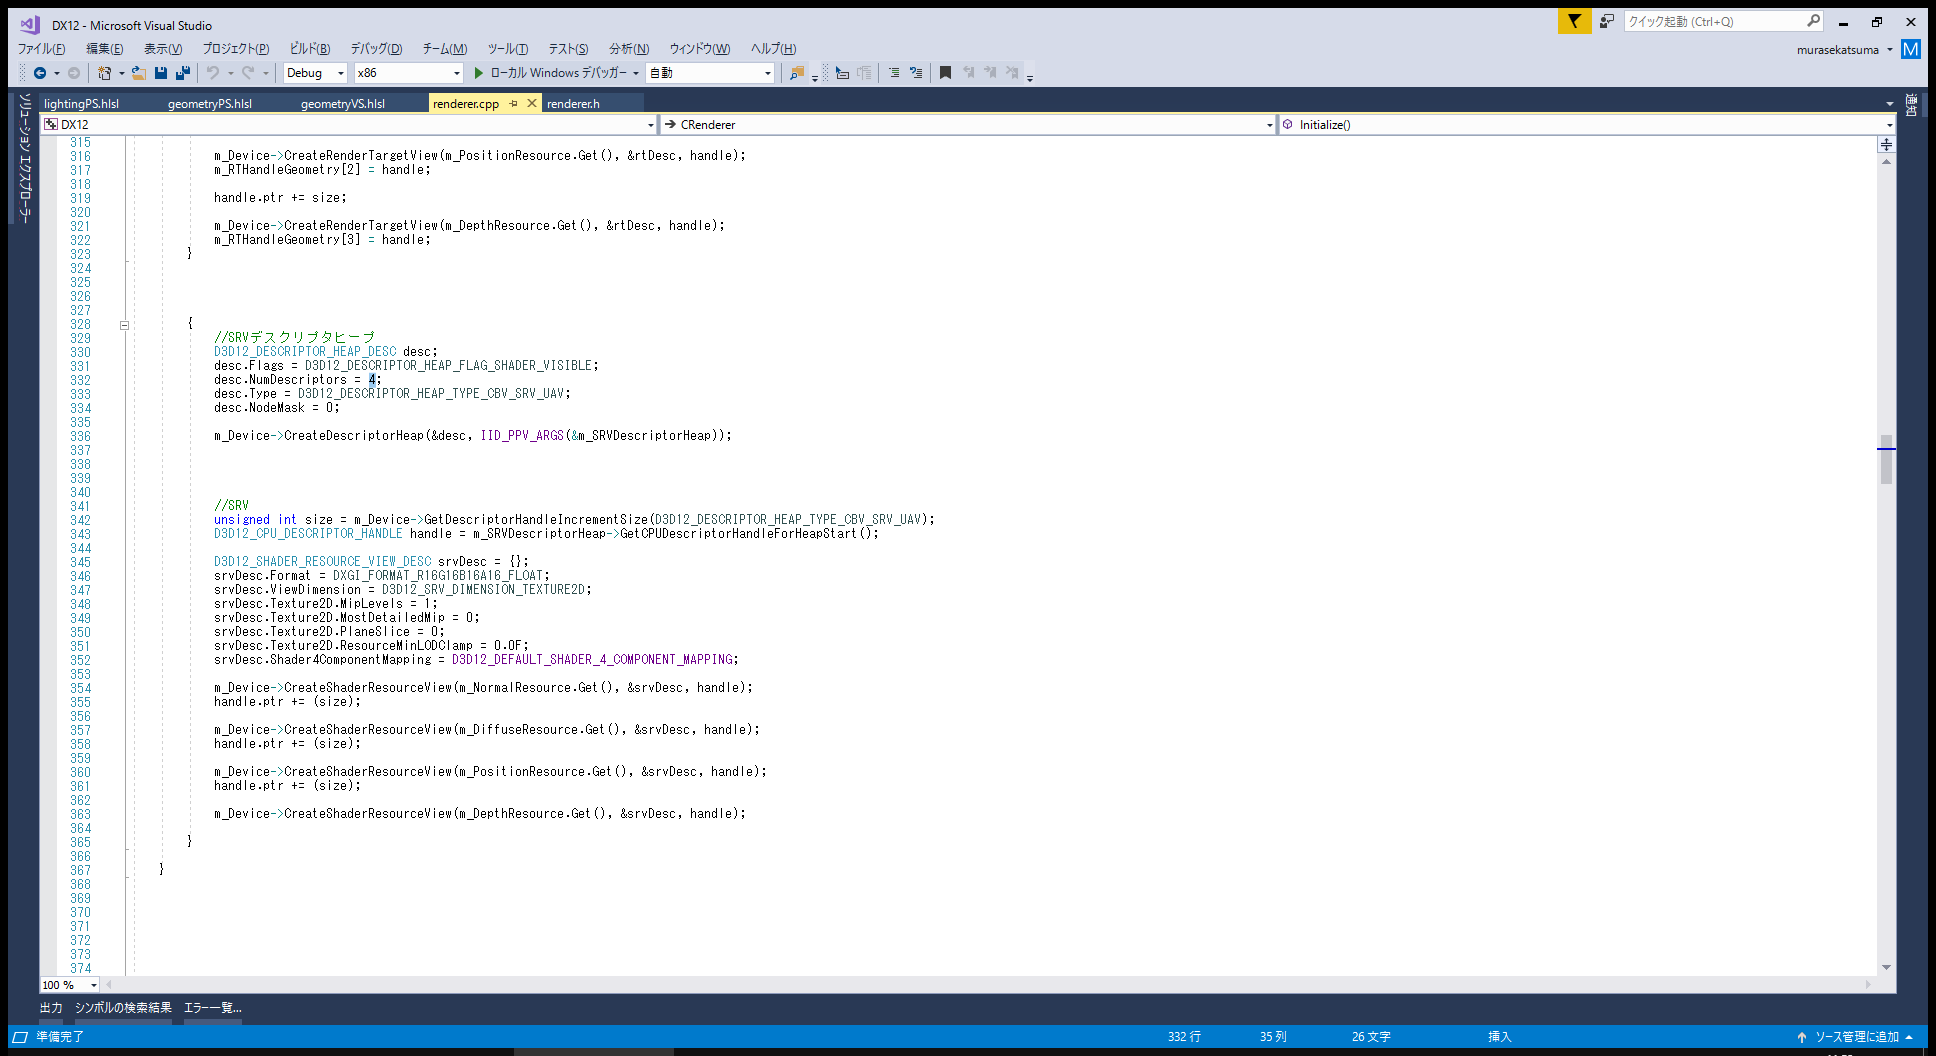 DX12 - Microsoft Visual Studio
クイック起動 (Ctrl+Q)
ファイル(F) 編集(E) 表示(V) プロジェクト(P) ビルド(B) デバッグ(D) チーム(M) ツール(T) テスト(S) 分析(N) ウィンドウ(W) ヘルプ(H)
murasekatsuma M
Debug x86 ローカル Windows デバッガー 自動
ソリューション エクスプローラー
通知
lightingPS.hlsl geometryPS.hlsl geometryVS.hlsl renderer.cpp renderer.h
DX12 CRenderer Initialize()
315
316 m_Device->CreateRenderTargetView(m_PositionResource.Get(), &rtDesc, handle);
317 m_RTHandleGeometry[2] = handle;
318
319 handle.ptr += size;
320
321 m_Device->CreateRenderTargetView(m_DepthResource.Get(), &rtDesc, handle);
322 m_RTHandleGeometry[3] = handle;
323 }
324
325
326
327
328 {
329 //SRVデスクリプタヒープ
330 D3D12_DESCRIPTOR_HEAP_DESC desc;
331 desc.Flags = D3D12_DESCRIPTOR_HEAP_FLAG_SHADER_VISIBLE;
332 desc.NumDescriptors = 4;
333 desc.Type = D3D12_DESCRIPTOR_HEAP_TYPE_CBV_SRV_UAV;
334 desc.NodeMask = 0;
335
336 m_Device->CreateDescriptorHeap(&desc, IID_PPV_ARGS(&m_SRVDescriptorHeap));
337
338
339
340
341 //SRV
342 unsigned int size = m_Device->GetDescriptorHandleIncrementSize(D3D12_DESCRIPTOR_HEAP_TYPE_CBV_SRV_UAV);
343 D3D12_CPU_DESCRIPTOR_HANDLE handle = m_SRVDescriptorHeap->GetCPUDescriptorHandleForHeapStart();
344
345 D3D12_SHADER_RESOURCE_VIEW_DESC srvDesc = {};
346 srvDesc.Format = DXGI_FORMAT_R16G16B16A16_FLOAT;
347 srvDesc.ViewDimension = D3D12_SRV_DIMENSION_TEXTURE2D;
348 srvDesc.Texture2D.MipLevels = 1;
349 srvDesc.Texture2D.MostDetailedMip = 0;
350 srvDesc.Texture2D.PlaneSlice = 0;
351 srvDesc.Texture2D.ResourceMinLODClamp = 0.0F;
352 srvDesc.Shader4ComponentMapping = D3D12_DEFAULT_SHADER_4_COMPONENT_MAPPING;
353
354 m_Device->CreateShaderResourceView(m_NormalResource.Get(), &srvDesc, handle);
355 handle.ptr += (size);
356
357 m_Device->CreateShaderResourceView(m_DiffuseResource.Get(), &srvDesc, handle);
358 handle.ptr += (size);
359
360 m_Device->CreateShaderResourceView(m_PositionResource.Get(), &srvDesc, handle);
361 handle.ptr += (size);
362
363 m_Device->CreateShaderResourceView(m_DepthResource.Get(), &srvDesc, handle);
364
365 }
366
367 }
368
369
370
371
372
373
374
100 %
出力 シンボルの検索結果 エラー一覧...
準備完了 332 行 35 列 26 文字 挿入 ソース管理に追加